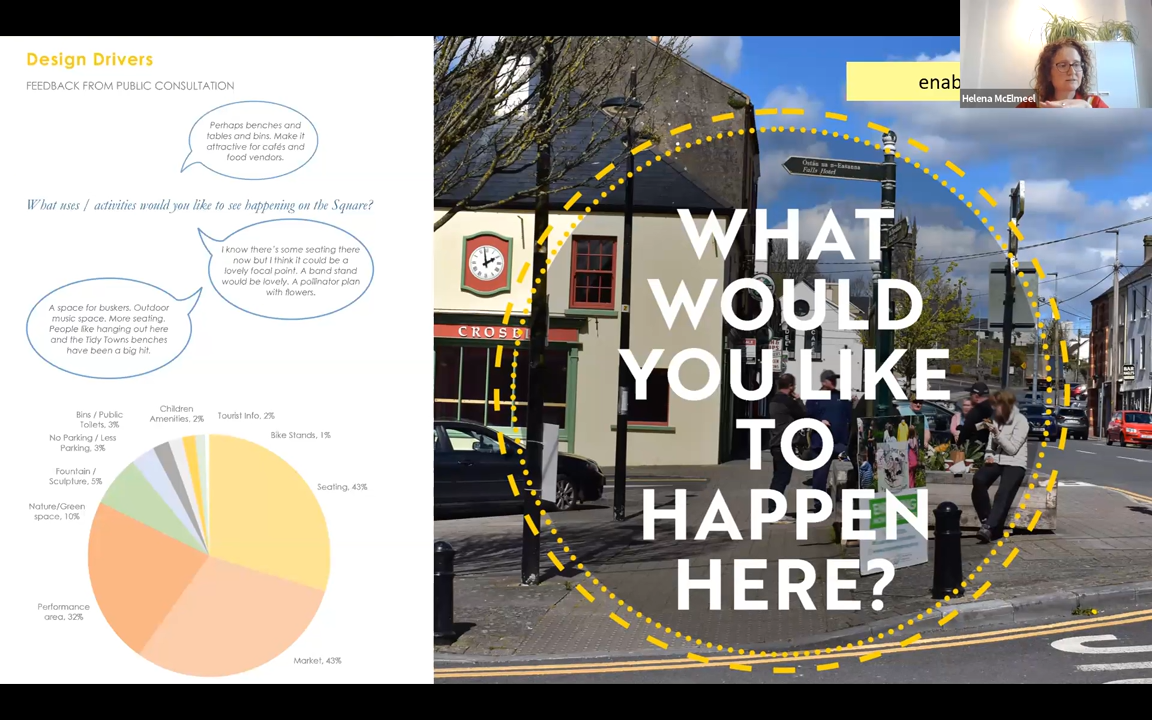 Design Drivers
FEEDBACK FROM PUBLIC CONSULTATION
Perhaps benches and
tables and bins. Make it
attractive for cafés and
food vendors.
What uses / activities would you like to see happening on the Square?
I know there's some seating there
now but I think it could be a
lovely focal point. A band stand
would be lovely. A pollinator plan
with flowers.
A space for buskers. Outdoor
music space. More seating.
People like hanging out here
and the Tidy Towns benches
have been a big hit.
Children
Amenities, 2%
Tourist Info, 2%
Bins / Public
Toilets, 3%
Bike Stands, 1%
No Parking / Less
Parking, 3%
Fountain /
Sculpture, 5%
Seating, 43%
Nature/Green
space, 10%
Performance
area, 32%
Market, 43%
enab
Helena McElmeel
Ostán na n-Easanna
Falls Hotel
CROSB
BAR
WHAT
WOULD
YOU LIKE
TO
HAPPEN
HERE?